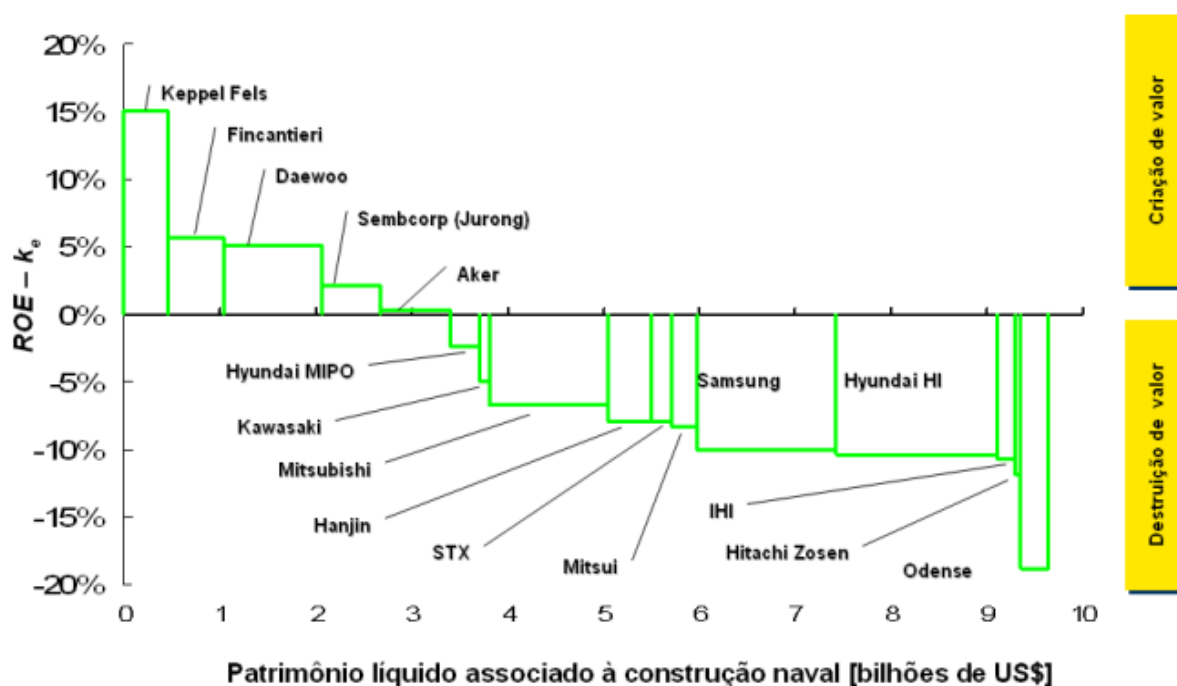 20%
15%
10%
5%
0%
-5%
-10%
-15%
-20%
ROE – ke
Keppel Fels
Fincantieri
Daewoo
Sembcorp (Jurong)
Aker
Hyundai MIPO
Kawasaki
Mitsubishi
Hanjin
STX
Mitsui
Samsung
Hyundai HI
IHI
Hitachi Zosen
Odense
0 1 2 3 4 5 6 7 8 9 10
Patrimônio líquido associado à construção naval [bilhões de US$]
Criação de valor
Destruição de valor